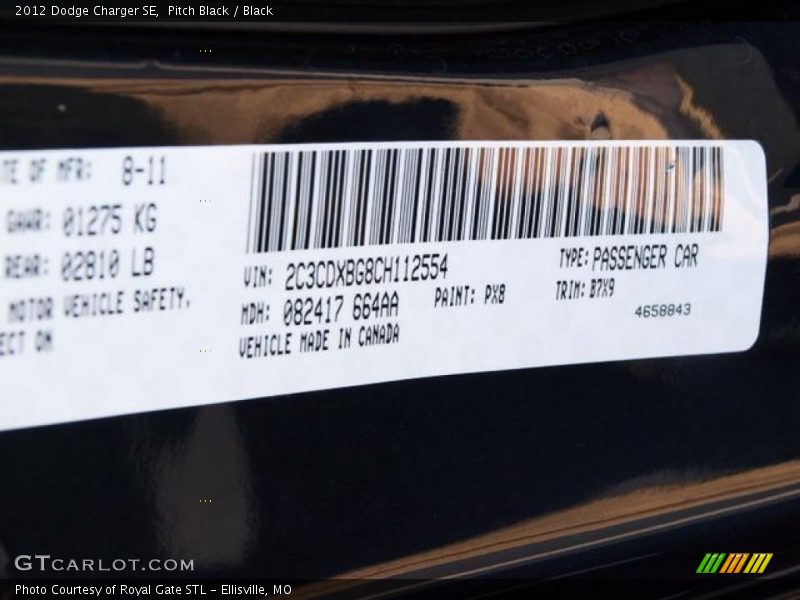 2012 Dodge Charger SE, Pitch Black / Black
TE OF MFR: 8-11
GAWR: 01275 KG
REAR: 02810 LB
MOTOR VEHICLE SAFETY,
ECT ON
VIN: 2C3CDXBG8CH112554
TYPE: PASSENGER CAR
MDH: 082417 664AA
PAINT: PX8
TRIM: B7X9
VEHICLE MADE IN CANADA
4658843
GTCARLOT.COM
Photo Courtesy of Royal Gate STL - Ellisville, MO